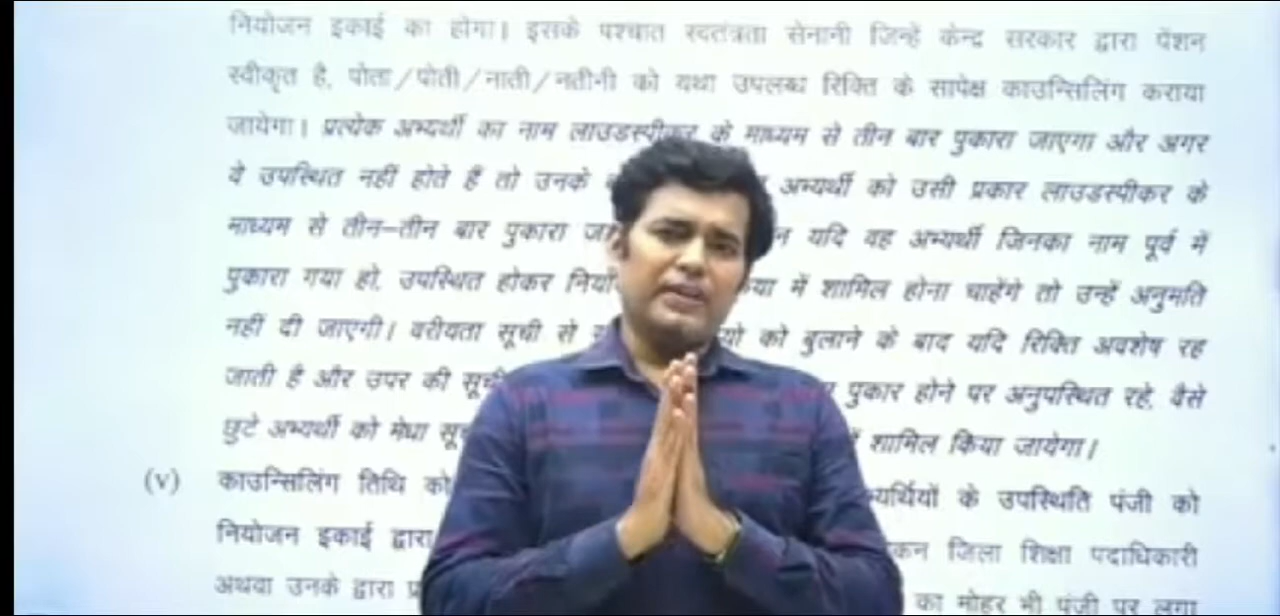 नियोजन इकाई का होगा। इसके पश्चात स्वतंत्रता सेनानी जिन्हें केन्द्र सरकार द्वारा पेंशन
स्वीकृत है, पोता/पोती/नाती/नतीनी को यथा उपलब्ध रिक्ति के सापेक्ष काउन्सिलिंग कराया
जायेगा। प्रत्येक अभ्यर्थी का नाम लाउडस्पीकर के माध्यम से तीन बार पुकारा जाएगा और अगर
वे उपस्थित नहीं होते हैं तो उनके अभ्यर्थी को उसी प्रकार लाउडस्पीकर के
माध्यम से तीन–तीन बार पुकारा यदि वह अभ्यर्थी जिनका नाम पूर्व में
पुकारा गया हो, उपस्थित होकर में शामिल होना चाहेंगे तो उन्हें अनुमति
नहीं दी जाएगी। वरीयता सूची से को बुलाने के बाद यदि रिक्ति अवशेष रह
जाती है और उपर की सूची पुकार होने पर अनुपस्थित रहे, वैसे
छुटे अभ्यर्थी को मेधा शामिल किया जायेगा।
(v) काउन्सिलिंग तिथि को के उपस्थिति पंजी को
नियोजन इकाई द्वारा जिला शिक्षा पदाधिकारी
अथवा उनके द्वारा का मोहर भी पंजी पर लगा